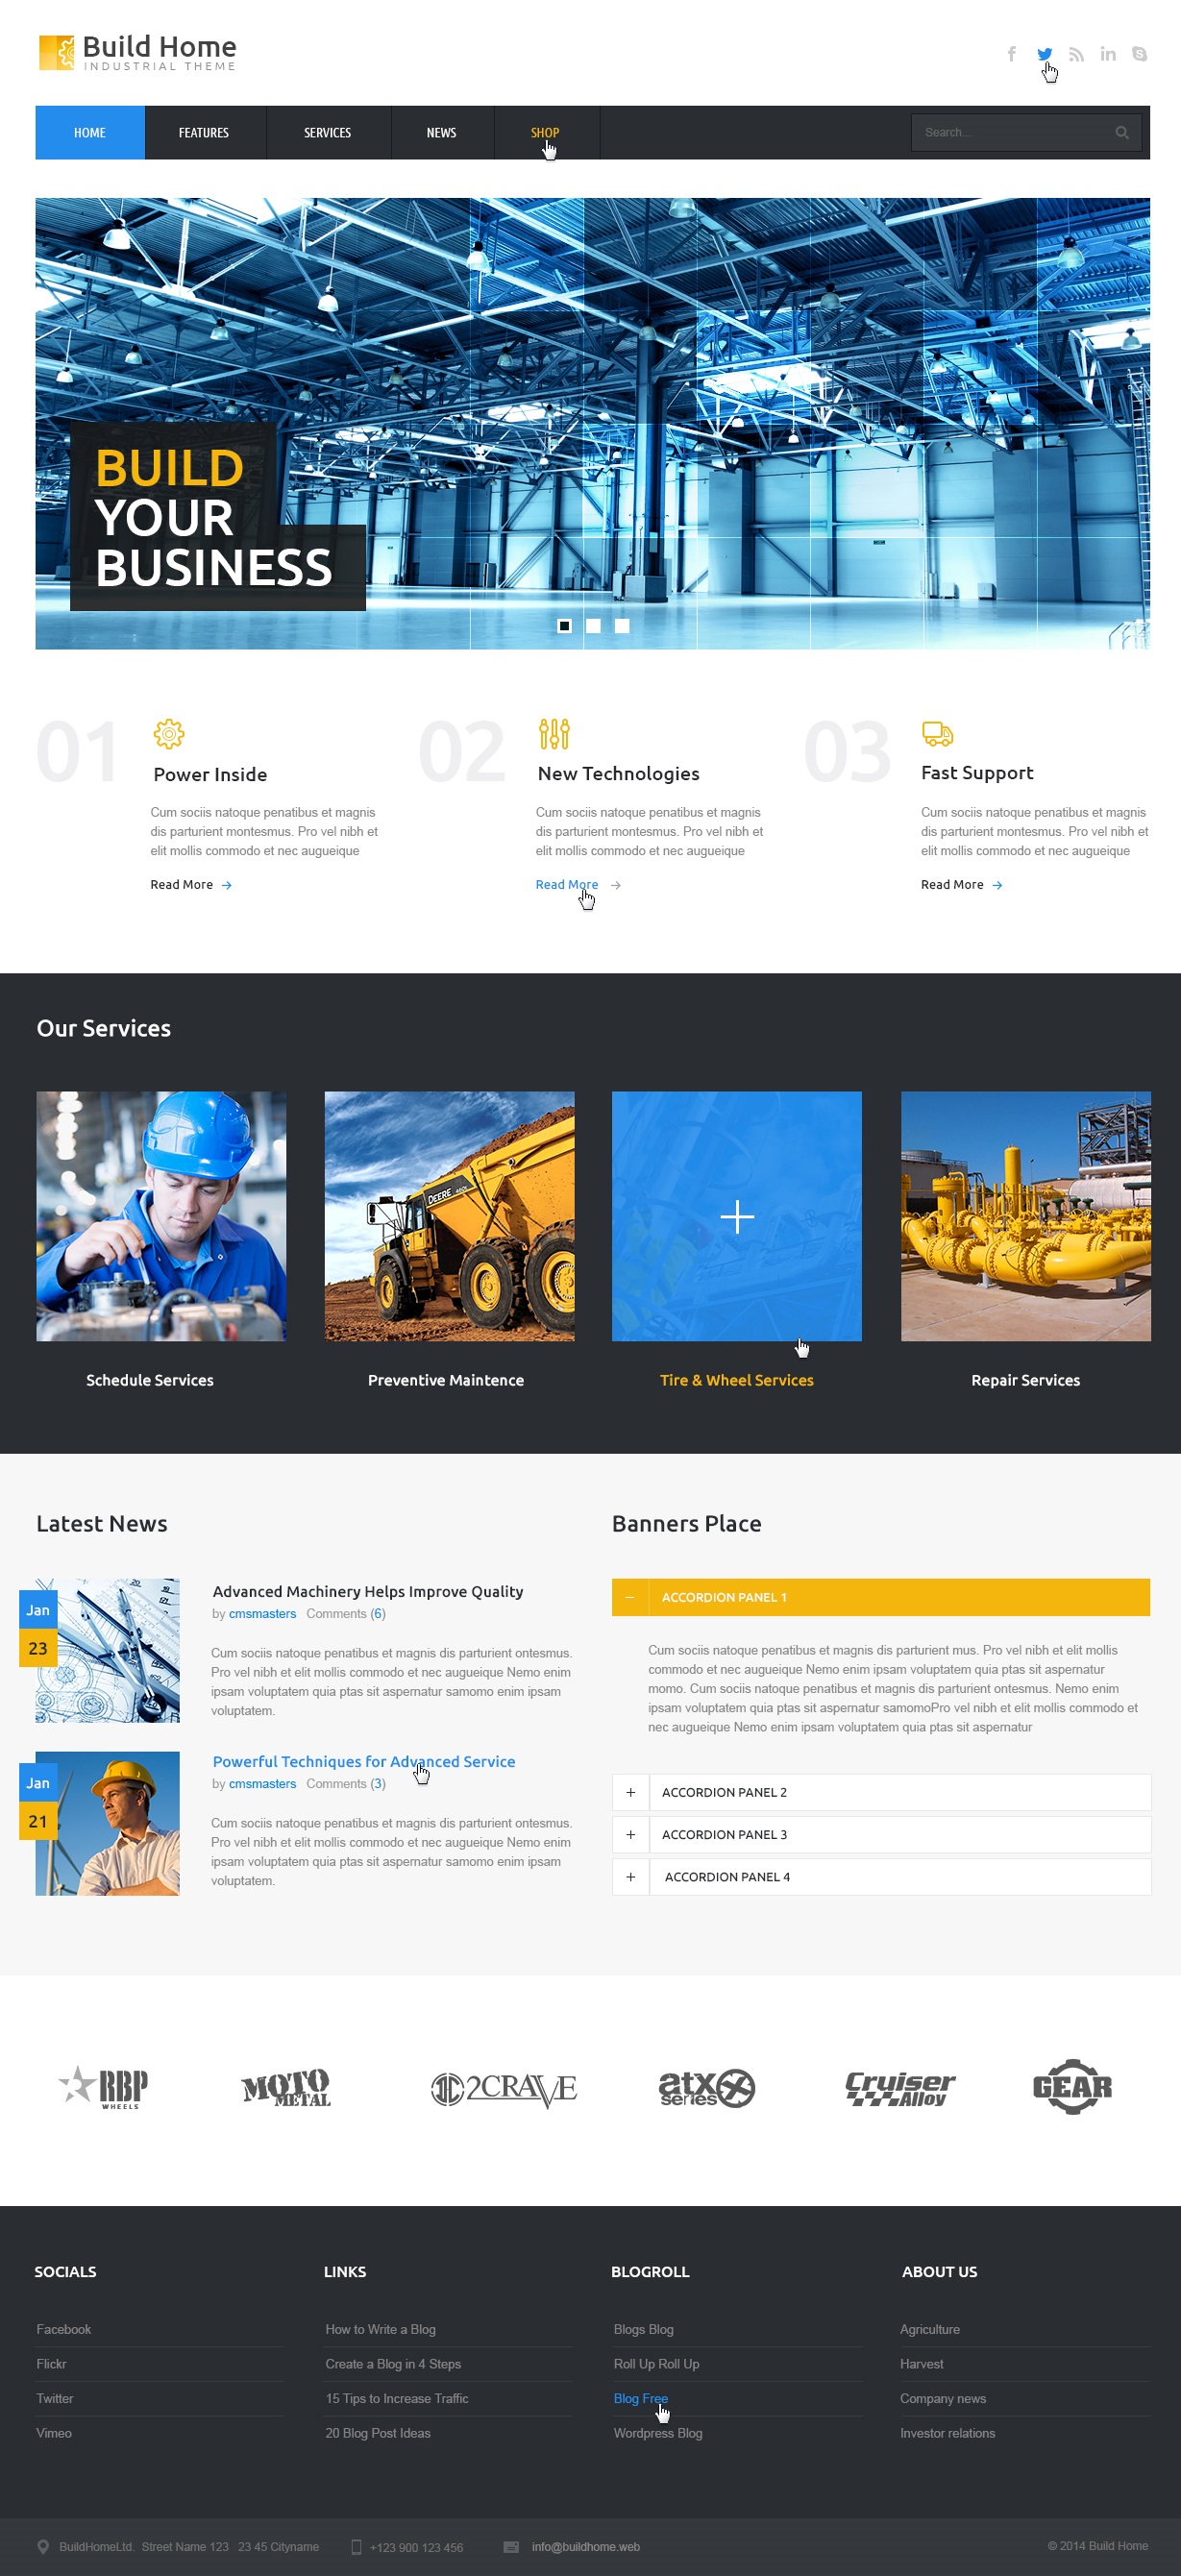 Build Home
INDUSTRIAL THEME
HOME FEATURES SERVICES NEWS SHOP Search...
BUILD
YOUR
BUSINESS
01
Power Inside
Cum sociis natoque penatibus et magnis
dis parturient montesmus. Pro vel nibh et
elit mollis commodo et nec augueique
Read More
02
New Technologies
Cum sociis natoque penatibus et magnis
dis parturient montesmus. Pro vel nibh et
elit mollis commodo et nec augueique
Read More
03
Fast Support
Cum sociis natoque penatibus et magnis
dis parturient montesmus. Pro vel nibh et
elit mollis commodo et nec augueique
Read More
Our Services
DEERE
Schedule Services
Preventive Maintence
Tire & Wheel Services
Repair Services
Latest News
Jan
23
Advanced Machinery Helps Improve Quality
by cmsmasters Comments (6)
Cum sociis natoque penatibus et magnis dis parturient ontesmus.
Pro vel nibh et elit mollis commodo et nec augueique Nemo enim
ipsam voluptatem quia ptas sit aspernatur samomo enim ipsam
voluptatem.
Jan
21
Powerful Techniques for Advanced Service
by cmsmasters Comments (3)
Cum sociis natoque penatibus et magnis dis parturient ontesmus.
Pro vel nibh et elit mollis commodo et nec augueique Nemo enim
ipsam voluptatem quia ptas sit aspernatur samomo enim ipsam
voluptatem.
Banners Place
ACCORDION PANEL 1
Cum sociis natoque penatibus et magnis dis parturient mus. Pro vel nibh et elit mollis
commodo et nec augueique Nemo enim ipsam voluptatem quia ptas sit aspernatur
momo. Cum sociis natoque penatibus et magnis dis parturient ontesmus. Nemo enim
ipsam voluptatem quia ptas sit aspernatur samomoPro vel nibh et elit mollis commodo et
nec augueique Nemo enim ipsam voluptatem quia ptas sit aspernatur
ACCORDION PANEL 2
ACCORDION PANEL 3
ACCORDION PANEL 4
RBP
WHEELS
MOTO
METAL
2CRAVE
atx
series
Cruiser
Alloy
GEAR
SOCIALS
Facebook
Flickr
Twitter
Vimeo
LINKS
How to Write a Blog
Create a Blog in 4 Steps
15 Tips to Increase Traffic
20 Blog Post Ideas
BLOGROLL
Blogs Blog
Roll Up Roll Up
Blog Free
Wordpress Blog
ABOUT US
Agriculture
Harvest
Company news
Investor relations
BuildHomeLtd. Street Name 123 23 45 Cityname +123 900 123 456 info@buildhome.web © 2014 Build Home